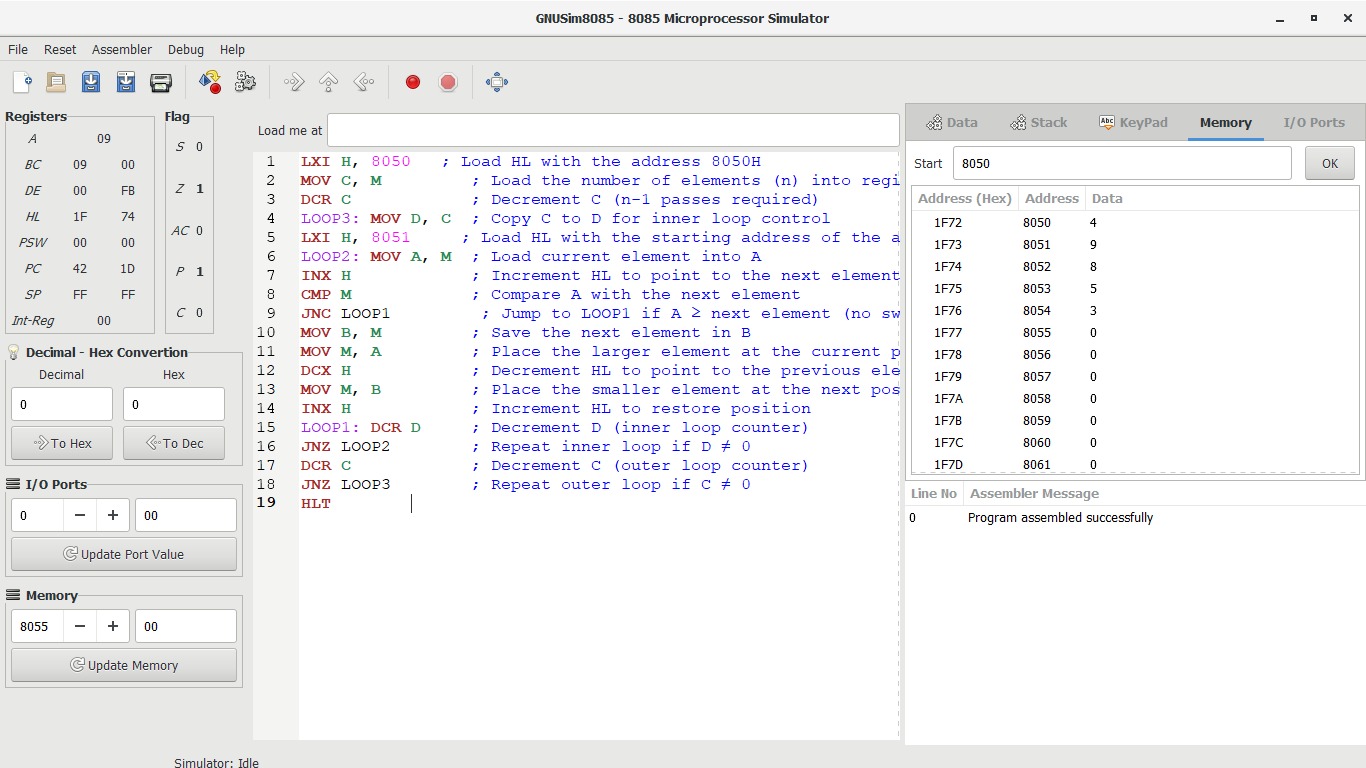 GNUSim8085 - 8085 Microprocessor Simulator
File Reset Assembler Debug Help
Registers
A 09
BC 09 00
DE 00 FB
HL 1F 74
PSW 00 00
PC 42 1D
SP FF FF
Int-Reg 00
Flag
S 0
Z 1
AC 0
P 1
C 0
Decimal - Hex Convertion
Decimal Hex
0 0
To Hex To Dec
I/O Ports
0 − + 00
Update Port Value
Memory
8055 − + 00
Update Memory
Load me at
1 LXI H, 8050 ; Load HL with the address 8050H
2 MOV C, M ; Load the number of elements (n) into regi
3 DCR C ; Decrement C (n-1 passes required)
4 LOOP3: MOV D, C ; Copy C to D for inner loop control
5 LXI H, 8051 ; Load HL with the starting address of the a
6 LOOP2: MOV A, M ; Load current element into A
7 INX H ; Increment HL to point to the next element
8 CMP M ; Compare A with the next element
9 JNC LOOP1 ; Jump to LOOP1 if A ≥ next element (no sw
10 MOV B, M ; Save the next element in B
11 MOV M, A ; Place the larger element at the current p
12 DCX H ; Decrement HL to point to the previous ele
13 MOV M, B ; Place the smaller element at the next pos
14 INX H ; Increment HL to restore position
15 LOOP1: DCR D ; Decrement D (inner loop counter)
16 JNZ LOOP2 ; Repeat inner loop if D ≠ 0
17 DCR C ; Decrement C (outer loop counter)
18 JNZ LOOP3 ; Repeat outer loop if C ≠ 0
19 HLT
Data Stack Abc KeyPad Memory I/O Ports
Start 8050 OK
Address (Hex) Address Data
1F72 8050 4
1F73 8051 9
1F74 8052 8
1F75 8053 5
1F76 8054 3
1F77 8055 0
1F78 8056 0
1F79 8057 0
1F7A 8058 0
1F7B 8059 0
1F7C 8060 0
1F7D 8061 0
Line No Assembler Message
0 Program assembled successfully
Simulator: Idle